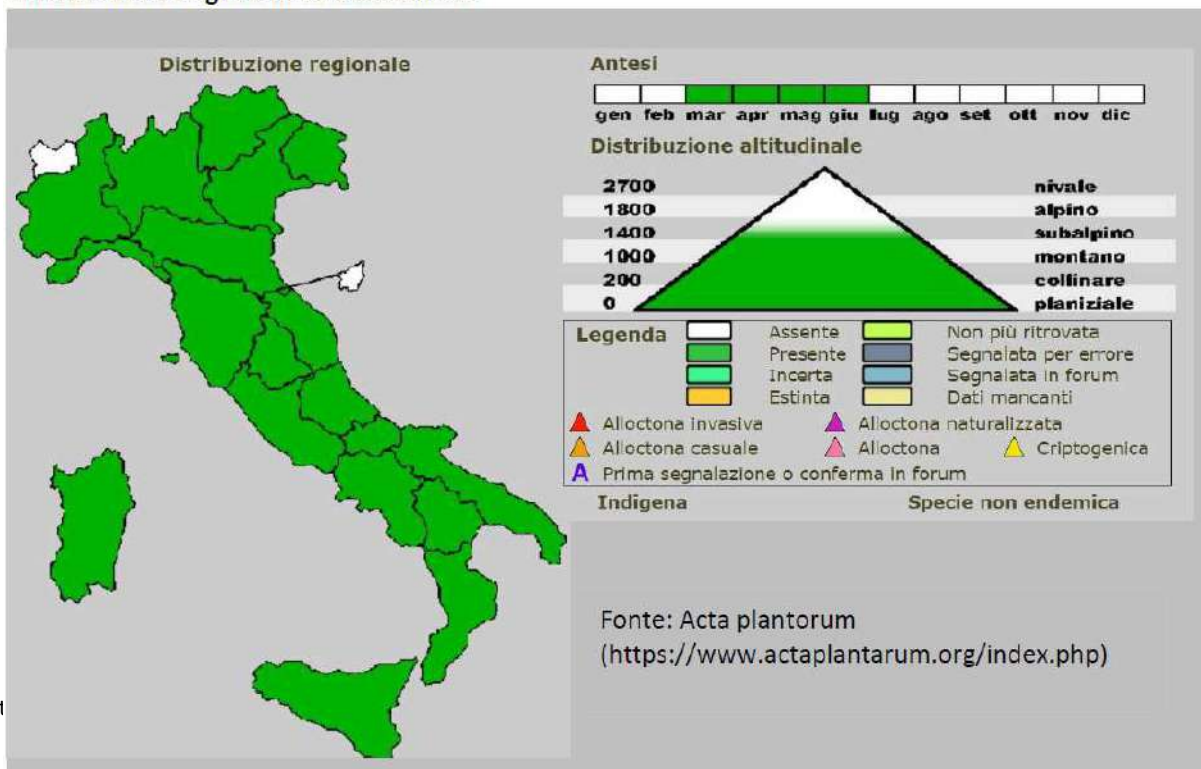 Distribuzione regionale
Antesi
gen feb mar apr mag giu lug ago set ott nov dic
Distribuzione altitudinale
2700 nivale
1800 alpino
1400 subalpino
1000 montano
200 collinare
0 planiziale
Legenda Assente Non più ritrovata
Presente Segnalata per errore
Incerta Segnalata in forum
Estinta Dati mancanti
Alloctona invasiva Alloctona naturalizzata
Alloctona casuale Alloctona Criptogenica
A Prima segnalazione o conferma in forum
Indigena Specie non endemica
Fonte: Acta plantorum
(https://www.actaplantarum.org/index.php)
t